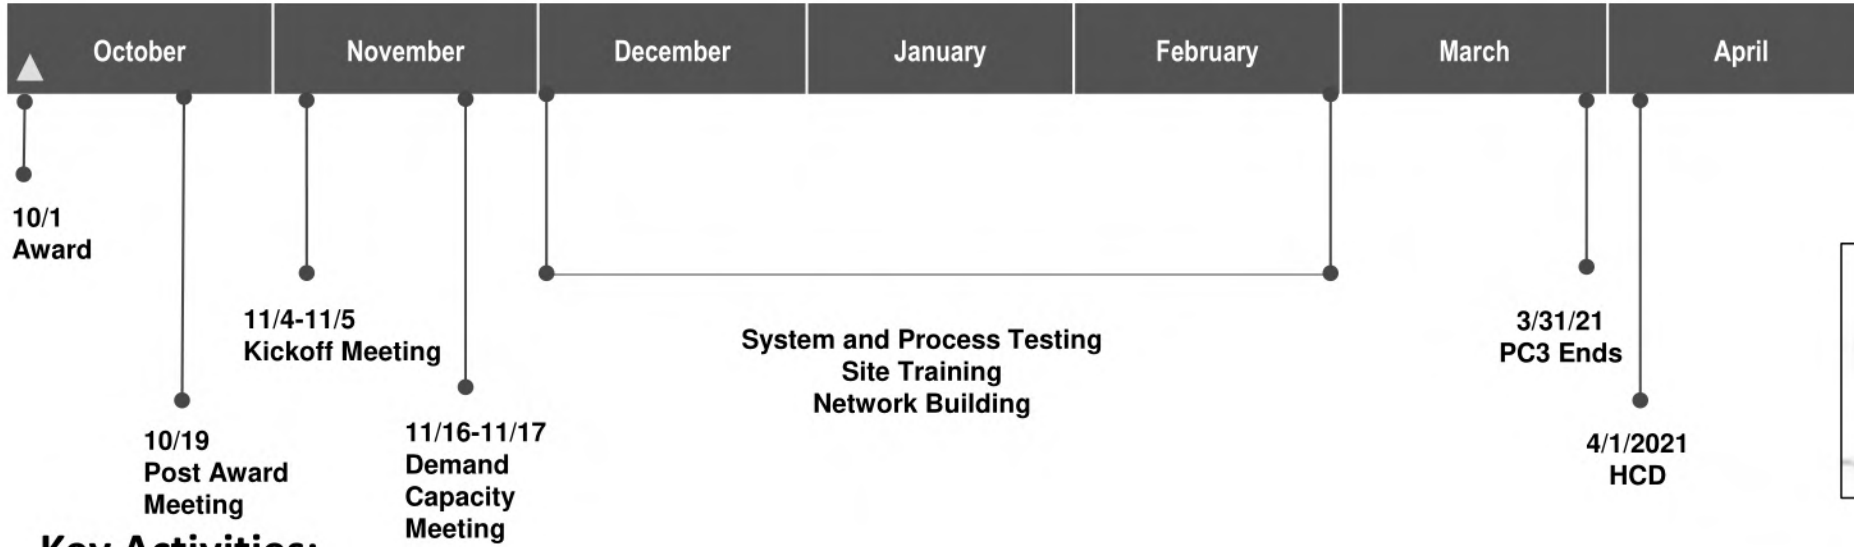 October
November
December
January
February
March
April
10/1
Award
10/19
Post Award
Meeting
11/4-11/5
Kickoff Meeting
11/16-11/17
Demand
Capacity
Meeting
System and Process Testing
Site Training
Network Building
3/31/21
PC3 Ends
4/1/2021
HCD
Key Activities: